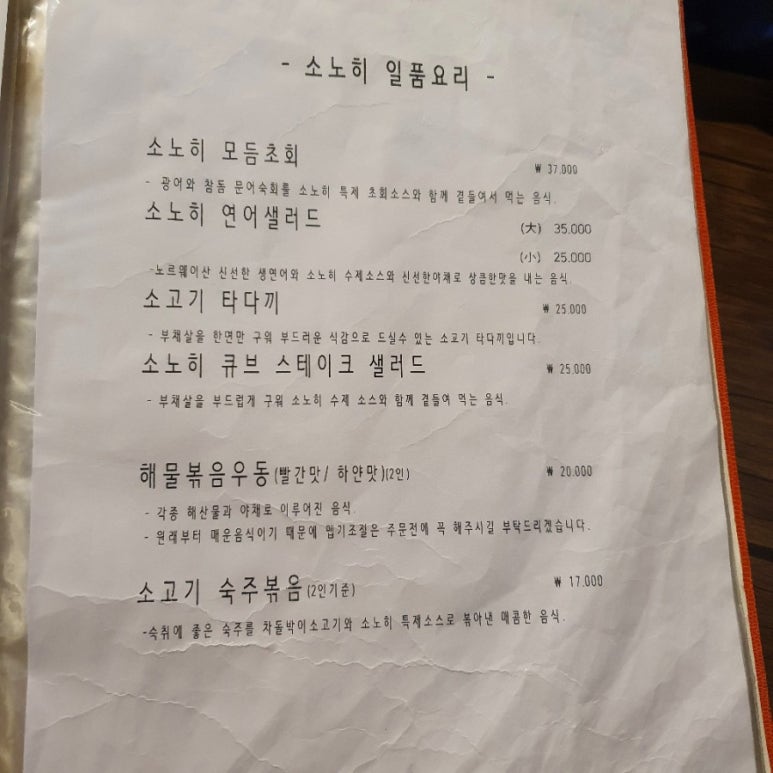 - 소노히 일품요리 -
소노히 모듬초회 ₩ 37.000
- 광어와 참돔 문어숙회를 소노히 특제 초회소스와 함께 곁들여서 먹는 음식.
소노히 연어샐러드 (大) 35.000
(小) 25.000
-노르웨이산 신선한 생연어와 소노히 수제소스와 신선한야채로 상큼한맛을 내는 음식.
소고기 타다끼 ₩ 25.000
- 부채살을 한면만 구워 부드러운 식감으로 드실수 있는 소고기 타다끼입니다.
소노히 큐브 스테이크 샐러드 ₩ 25.000
- 부채살을 부드럽게 구워 소노히 수제 소스와 함께 곁들여 먹는 음식.
해물볶음우동(빨간맛/ 하얀맛)(2인) ₩ 20.000
- 각종 해산물과 야채로 이루어진 음식.
- 원래부터 매운음식이기 때문에 맵기조절은 주문전에 꼭 해주시길 부탁드리겠습니다.
소고기 숙주볶음(2인기준) ₩ 17.000
-숙취에 좋은 숙주를 차돌박이소고기와 소노히 특제소스로 볶아낸 매콤한 음식.